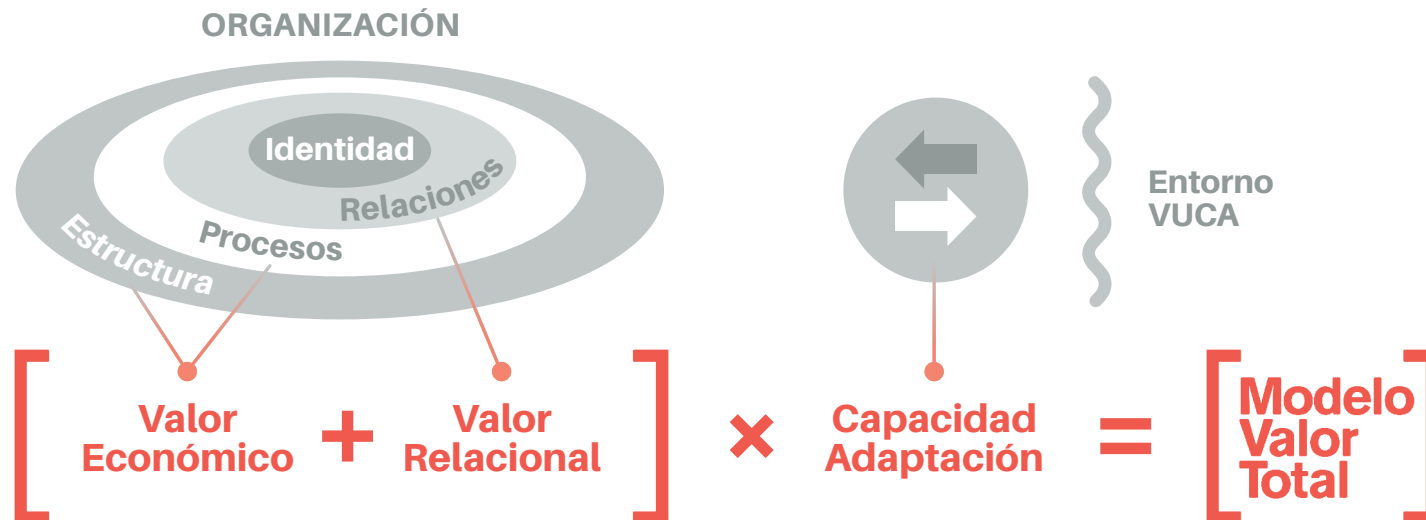 ORGANIZACIÓN
Identidad
Relaciones
Procesos
Estructura
Entorno
VUCA
[
Valor
Económico
+
Valor
Relacional
]
×
Capacidad
Adaptación
=
[
Modelo
Valor
Total
]